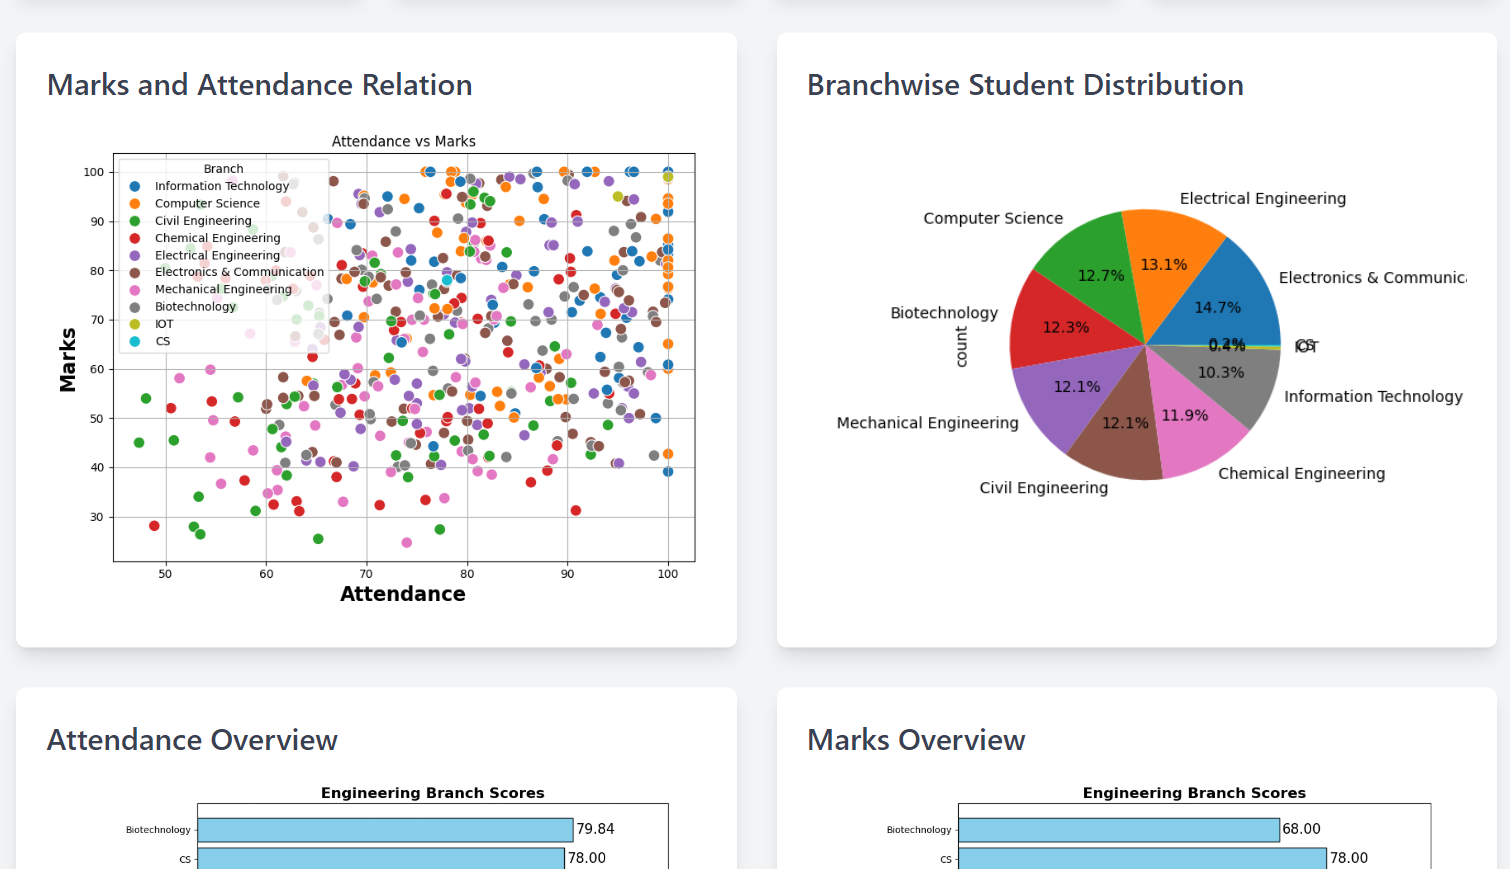 Marks and Attendance Relation
Attendance vs Marks
Branch
Information Technology
Computer Science
Civil Engineering
Chemical Engineering
Electrical Engineering
Electronics & Communication
Mechanical Engineering
Biotechnology
IOT
CS
100
90
80
70
60
50
40
30
Marks
50 60 70 80 90 100
Attendance
Branchwise Student Distribution
Electrical Engineering
Computer Science
13.1%
12.7%
Electronics & Communica
14.7%
Biotechnology
12.3%
count
0.2%
CS
0.4%
IOT
10.3%
12.1%
Information Technology
11.9%
Mechanical Engineering
12.1%
Chemical Engineering
Civil Engineering
Attendance Overview
Engineering Branch Scores
Biotechnology 79.84
CS 78.00
Marks Overview
Engineering Branch Scores
Biotechnology 68.00
CS 78.00